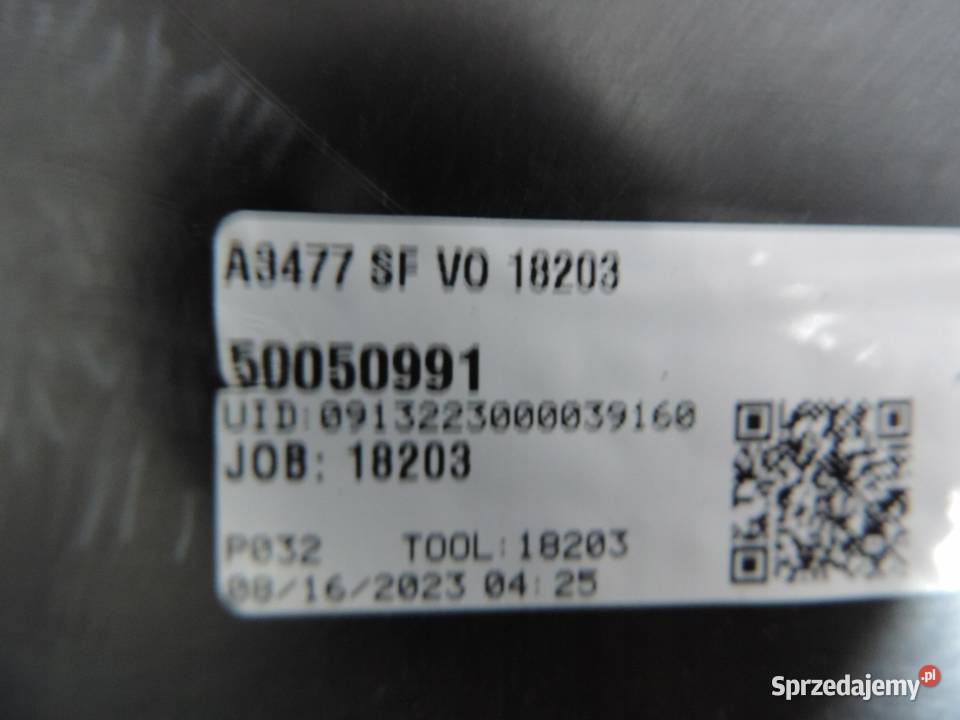 A3477 SF VO 18203
50050991
UID:0913223000039160
JOB: 18203
P032 TOOL:18203
08/16/2023 04:25
Sprzedajemy.pl